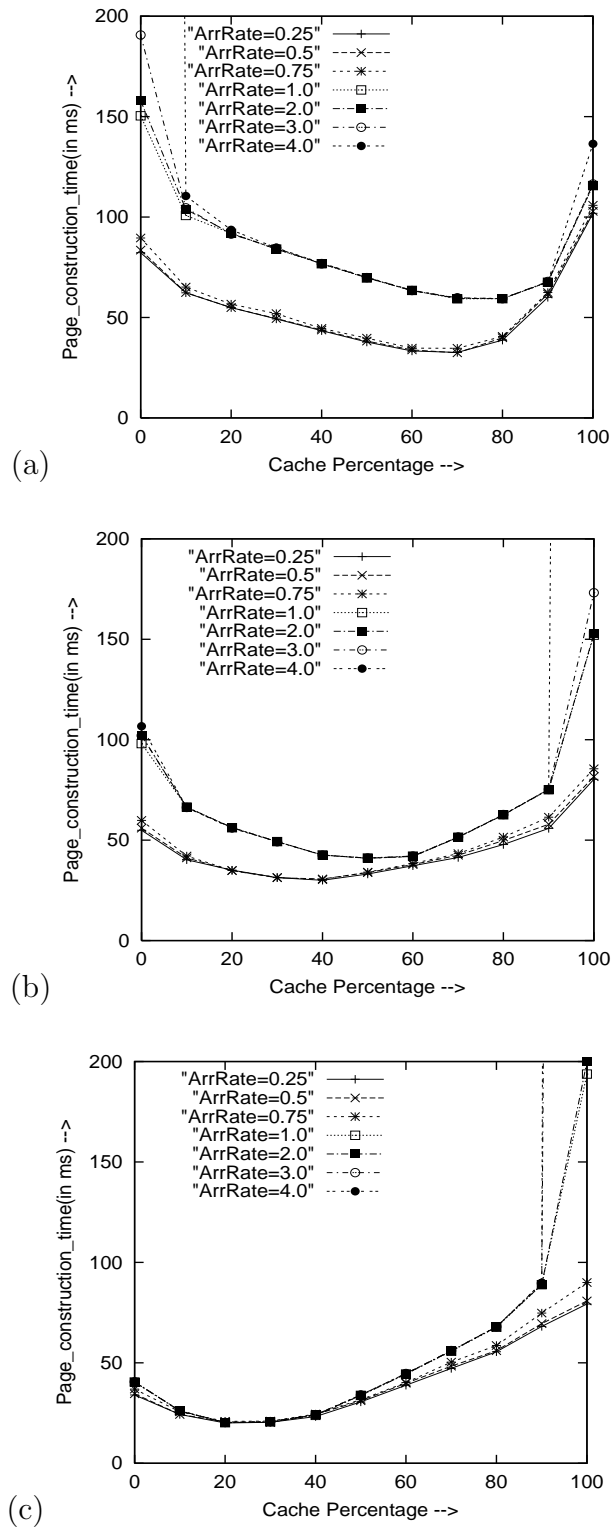 200
"ArrRate=0.25"
"ArrRate=0.5"
"ArrRate=0.75"
"ArrRate=1.0"
"ArrRate=2.0"
"ArrRate=3.0"
"ArrRate=4.0"
150
100
50
0
Page_construction_time(in ms) -->
0 20 40 60 80 100
Cache Percentage -->
(a)
200
"ArrRate=0.25"
"ArrRate=0.5"
"ArrRate=0.75"
"ArrRate=1.0"
"ArrRate=2.0"
"ArrRate=3.0"
"ArrRate=4.0"
150
100
50
0
Page_construction_time(in ms) -->
0 20 40 60 80 100
Cache Percentage -->
(b)
200
"ArrRate=0.25"
"ArrRate=0.5"
"ArrRate=0.75"
"ArrRate=1.0"
"ArrRate=2.0"
"ArrRate=3.0"
"ArrRate=4.0"
150
100
50
0
Page_construction_time(in ms) -->
0 20 40 60 80 100
Cache Percentage -->
(c)